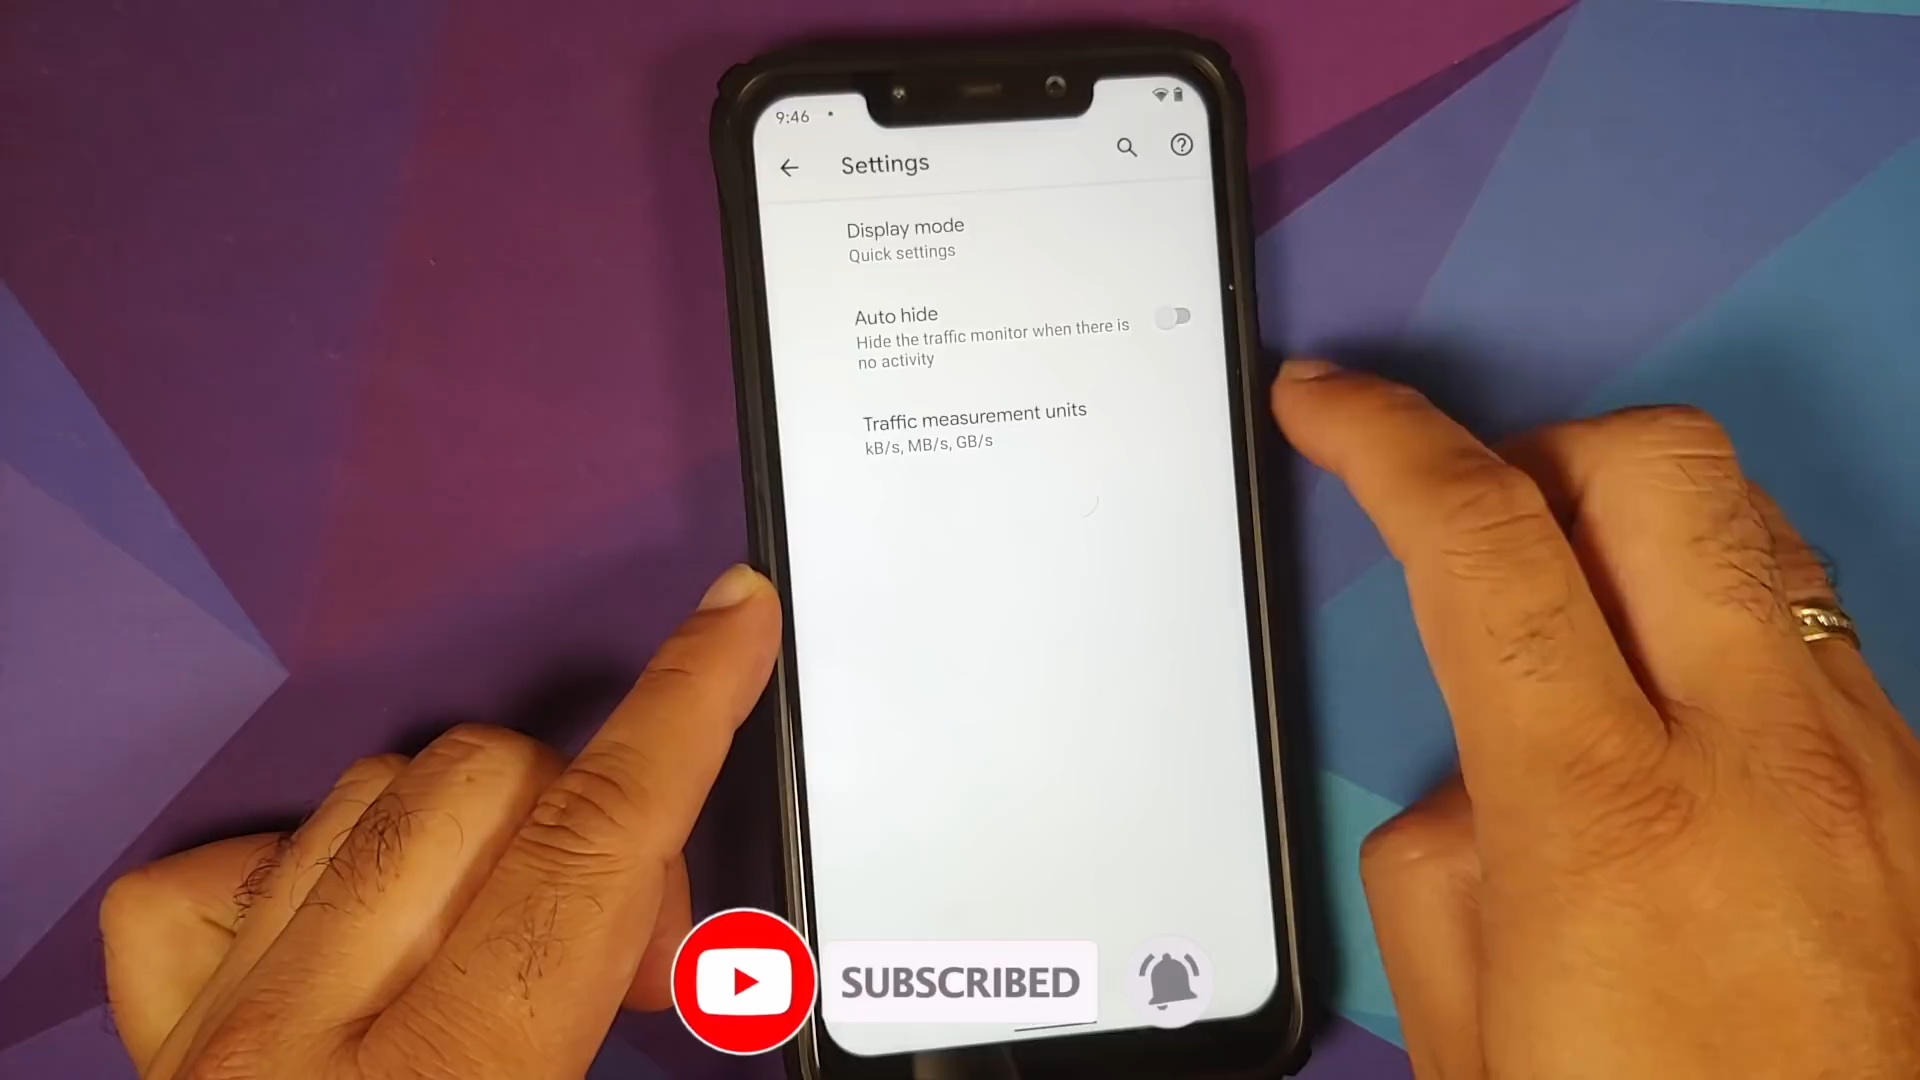 9:46
Settings
Display mode
Quick settings
Auto hide
Hide the traffic monitor when there is
no activity
Traffic measurement units
kB/s, MB/s, GB/s
SUBSCRIBED